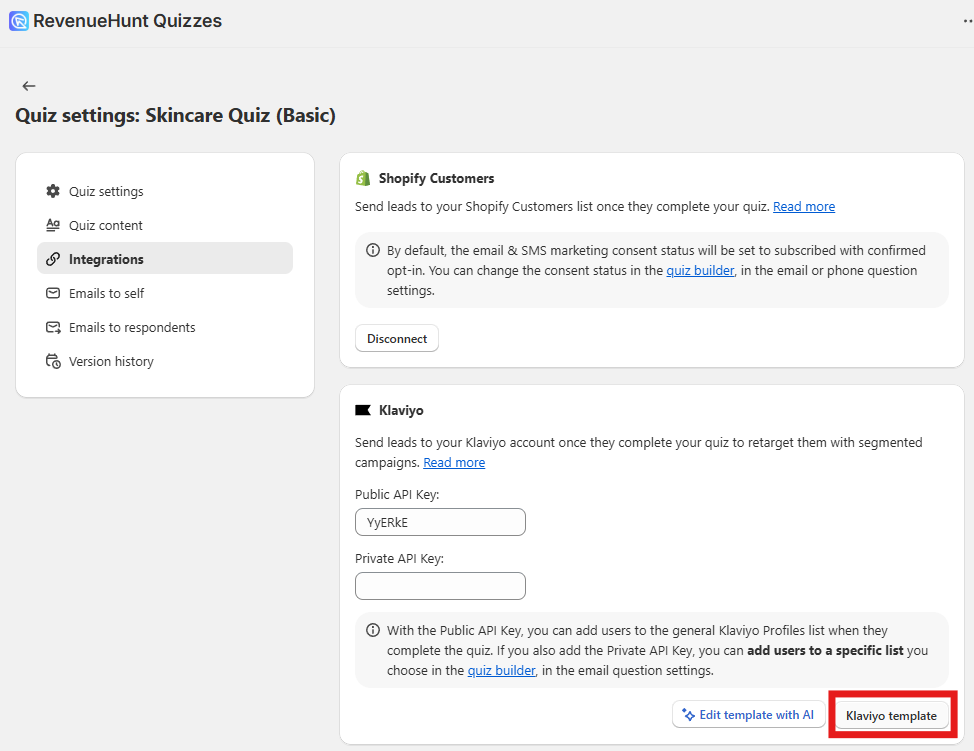 RevenueHunt Quizzes
Quiz settings: Skincare Quiz (Basic)
Quiz settings
Quiz content
Integrations
Emails to self
Emails to respondents
Version history
Shopify Customers
Send leads to your Shopify Customers list once they complete your quiz. Read more
By default, the email & SMS marketing consent status will be set to subscribed with confirmed
opt-in. You can change the consent status in the quiz builder, in the email or phone question
settings.
Disconnect
Klaviyo
Send leads to your Klaviyo account once they complete your quiz to retarget them with segmented
campaigns. Read more
Public API Key:
YyERkE
Private API Key:
With the Public API Key, you can add users to the general Klaviyo Profiles list when they
complete the quiz. If you also add the Private API Key, you can add users to a specific list you
choose in the quiz builder, in the email question settings.
Edit template with AI
Klaviyo template